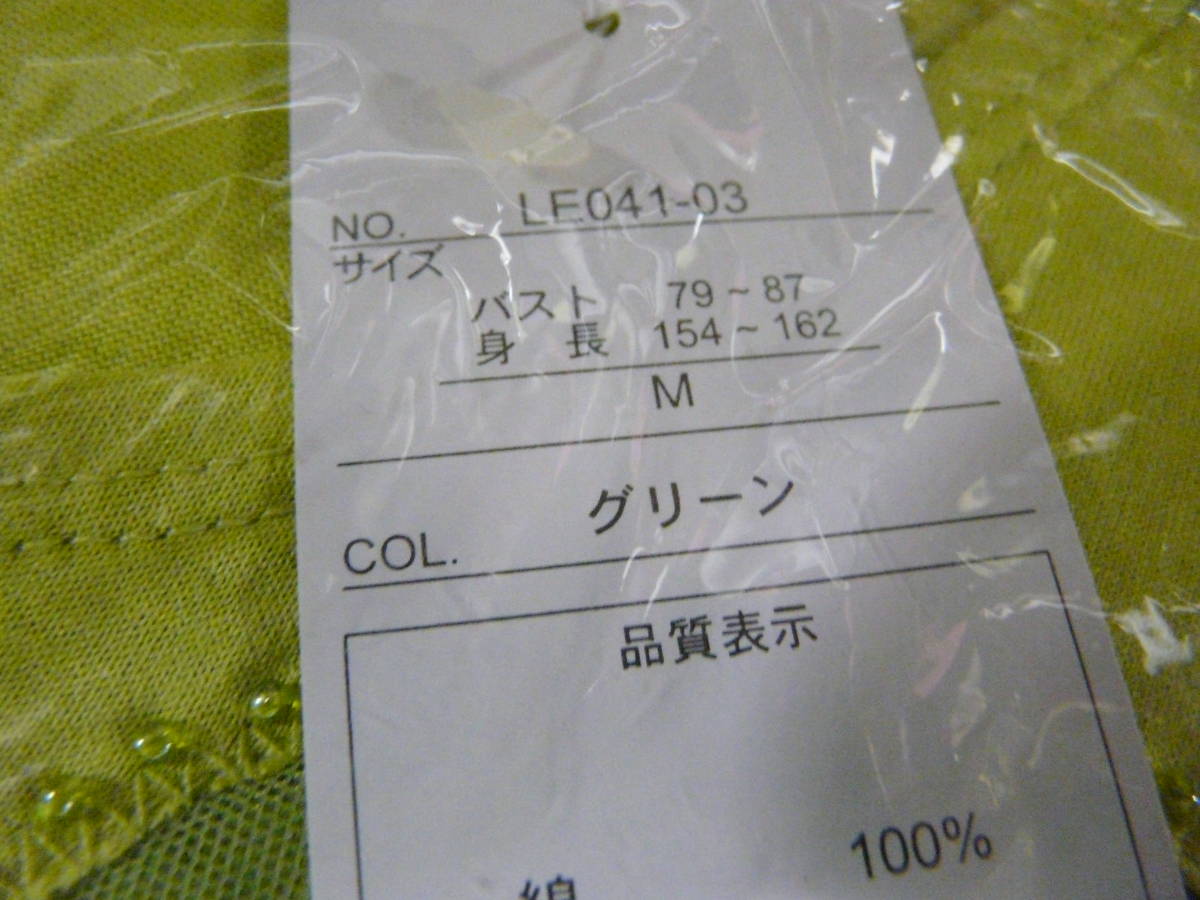 NO. LE041-03
サイズ
バスト 79~87
身長 154~162
M
COL. グリーン
品質表示
綿 100%